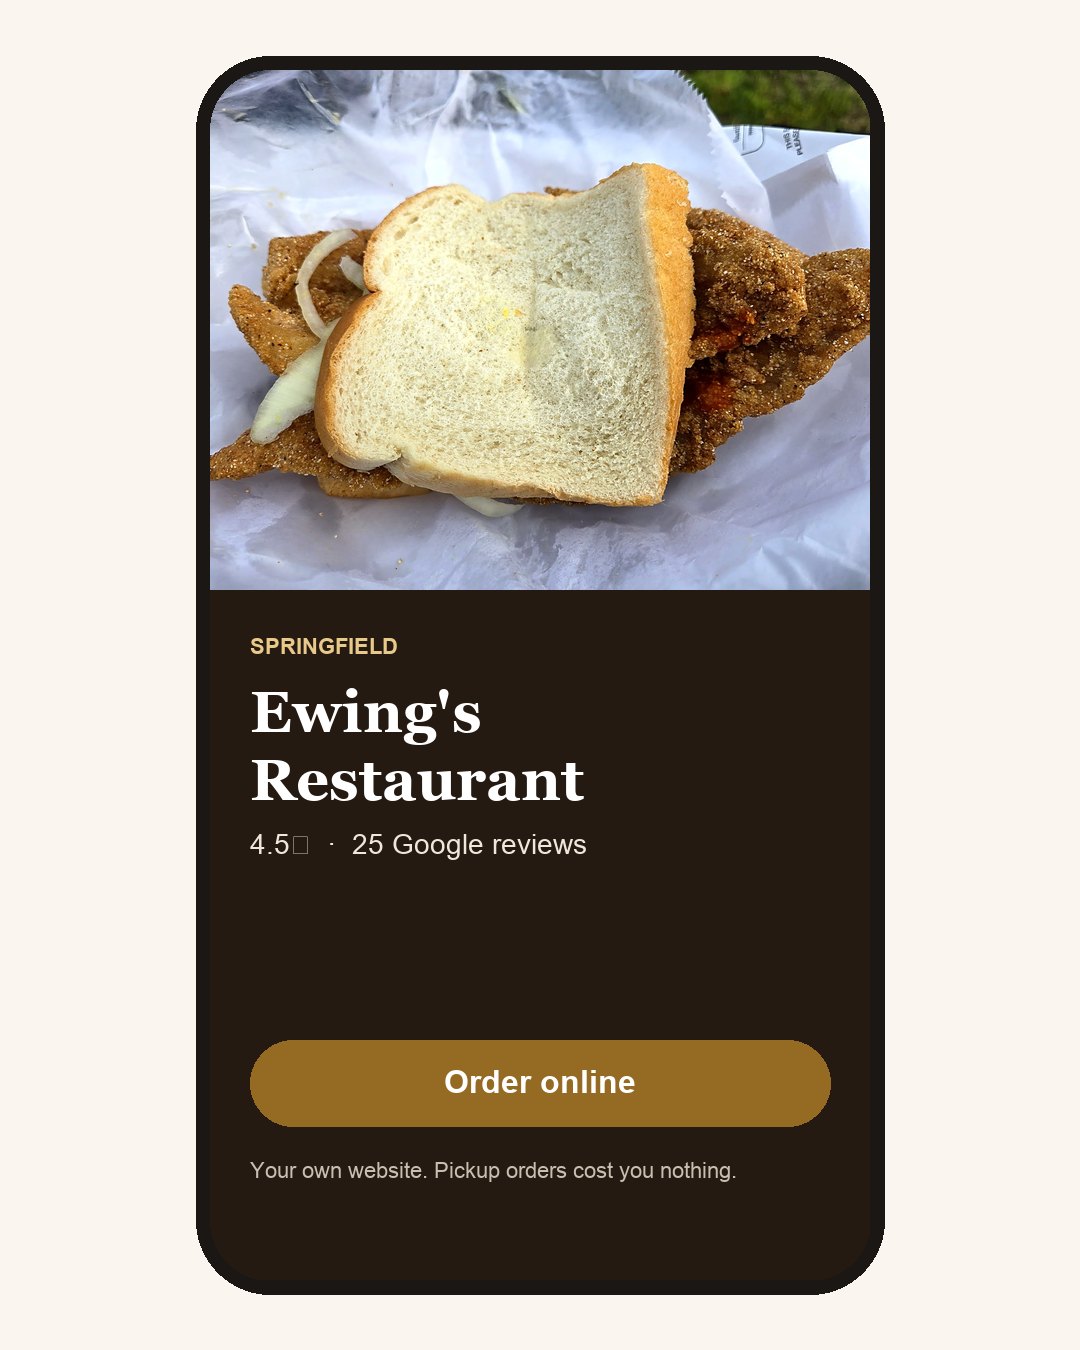 SPRINGFIELD
Ewing's
Restaurant
4.5□ · 25 Google reviews
Order online
Your own website. Pickup orders cost you nothing.